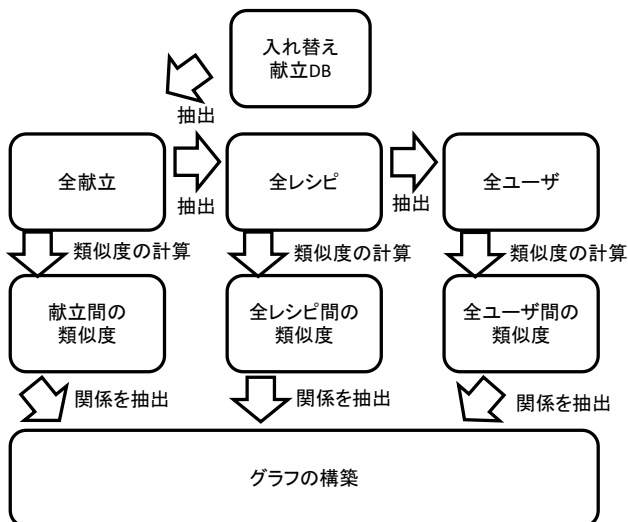 入れ替え
献立DB
抽出
全献立
抽出
全レシピ
抽出
全ユーザ
類似度の計算
類似度の計算
類似度の計算
献立間の
類似度
全レシピ間の
類似度
全ユーザ間の
類似度
関係を抽出
関係を抽出
関係を抽出
グラフの構築